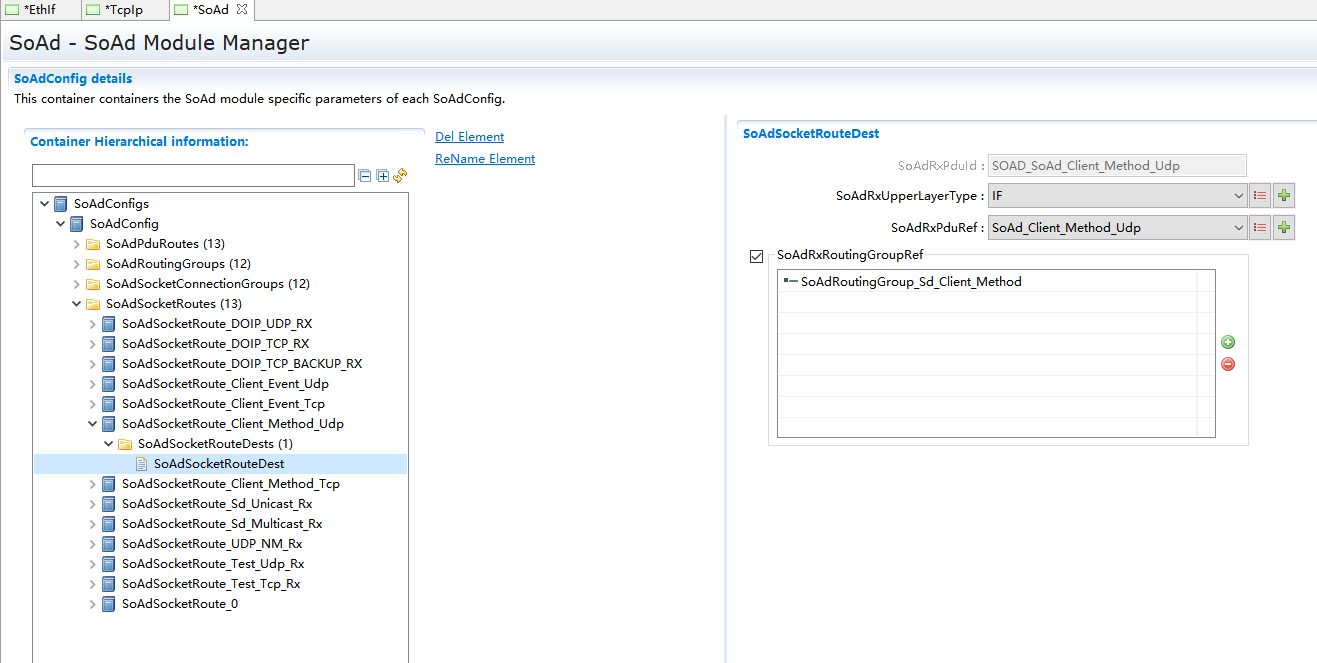 *EthIf *TcpIp *SoAd
SoAd - SoAd Module Manager
SoAdConfig details
This container containers the SoAd module specific parameters of each SoAdConfig.
Container Hierarchical information:
Del Element
ReName Element
SoAdConfigs
SoAdConfig
SoAdPduRoutes (13)
SoAdRoutingGroups (12)
SoAdSocketConnectionGroups (12)
SoAdSocketRoutes (13)
SoAdSocketRoute_DOIP_UDP_RX
SoAdSocketRoute_DOIP_TCP_RX
SoAdSocketRoute_DOIP_TCP_BACKUP_RX
SoAdSocketRoute_Client_Event_Udp
SoAdSocketRoute_Client_Event_Tcp
SoAdSocketRoute_Client_Method_Udp
SoAdSocketRouteDests (1)
SoAdSocketRouteDest
SoAdSocketRoute_Client_Method_Tcp
SoAdSocketRoute_Sd_Unicast_Rx
SoAdSocketRoute_Sd_Multicast_Rx
SoAdSocketRoute_UDP_NM_Rx
SoAdSocketRoute_Test_Udp_Rx
SoAdSocketRoute_Test_Tcp_Rx
SoAdSocketRoute_0
SoAdSocketRouteDest
SoAdRxPduId : SOAD_SoAd_Client_Method_Udp
SoAdRxUpperLayerType : IF
SoAdRxPduRef : SoAd_Client_Method_Udp
SoAdRxRoutingGroupRef
SoAdRoutingGroup_Sd_Client_Method